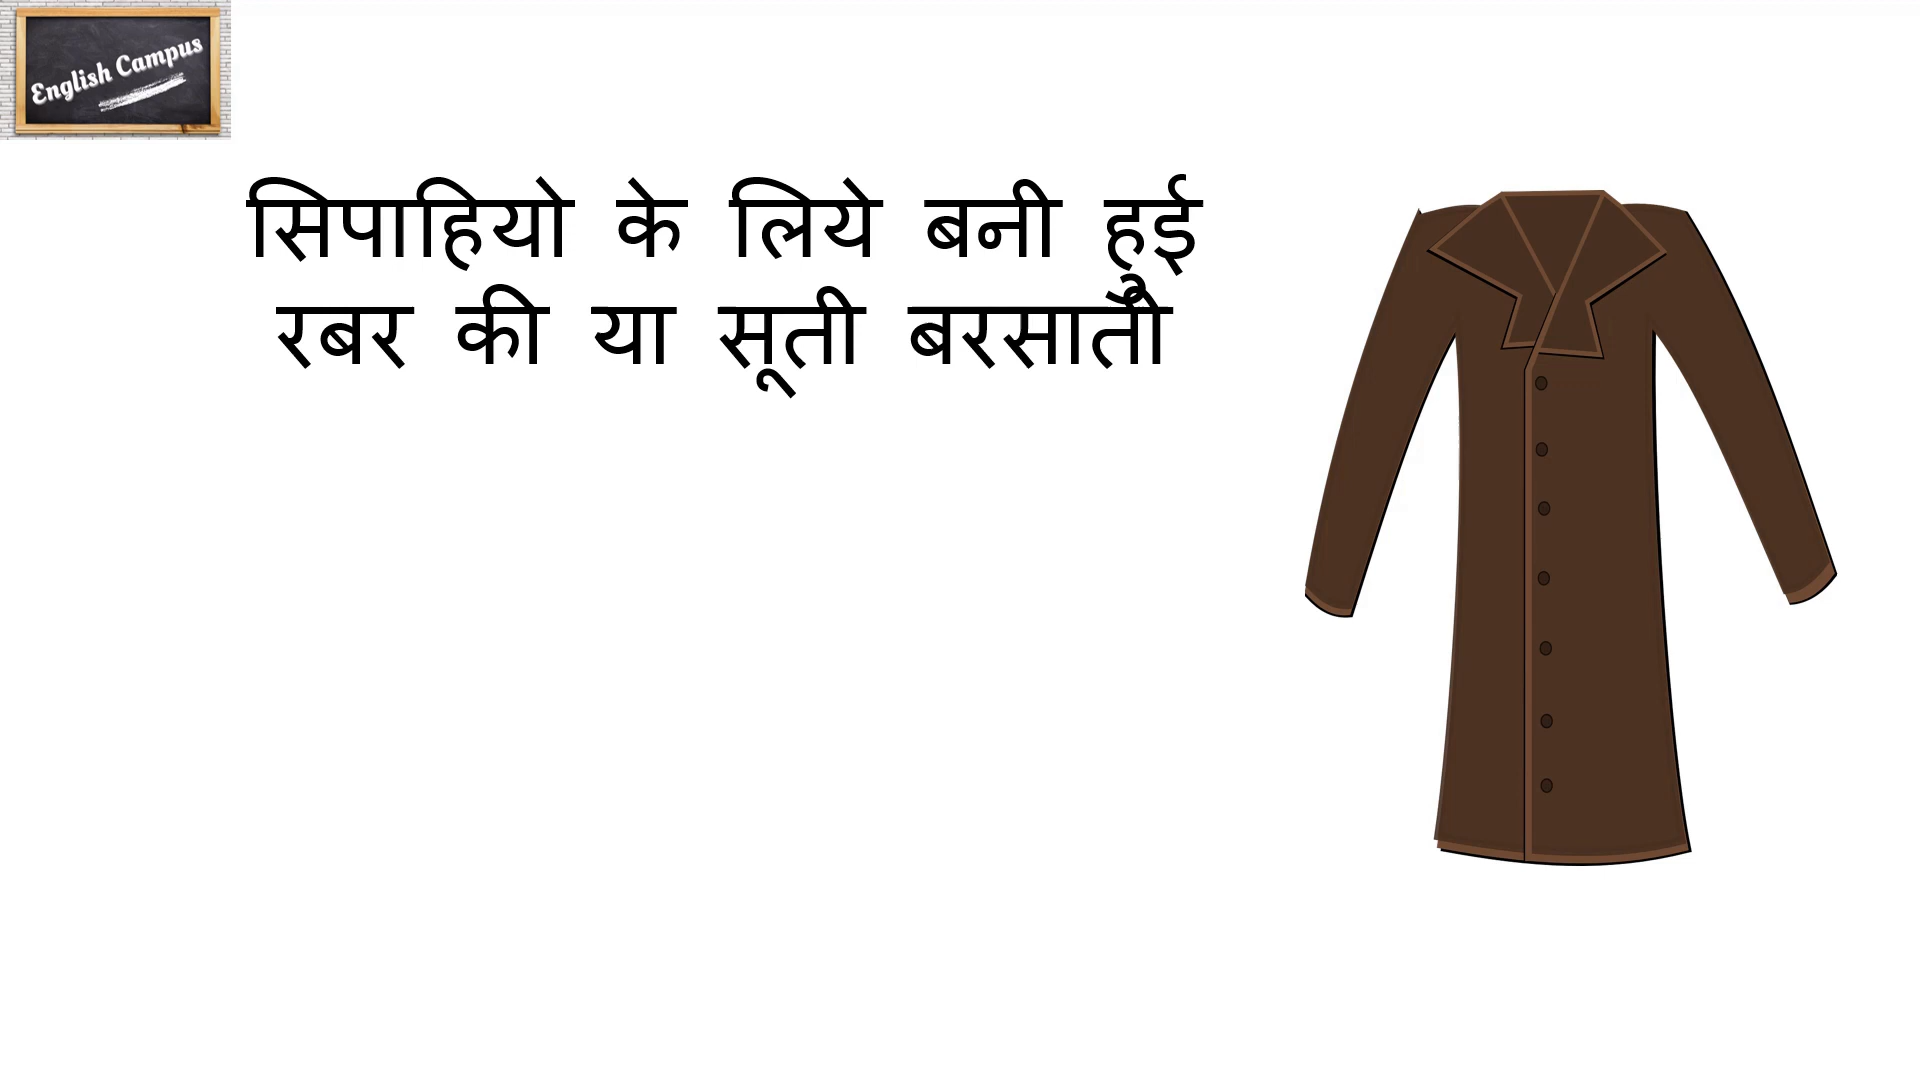 English Campus
सिपाहियो के लिये बनी हुई
रबर की या सूती बरसाती